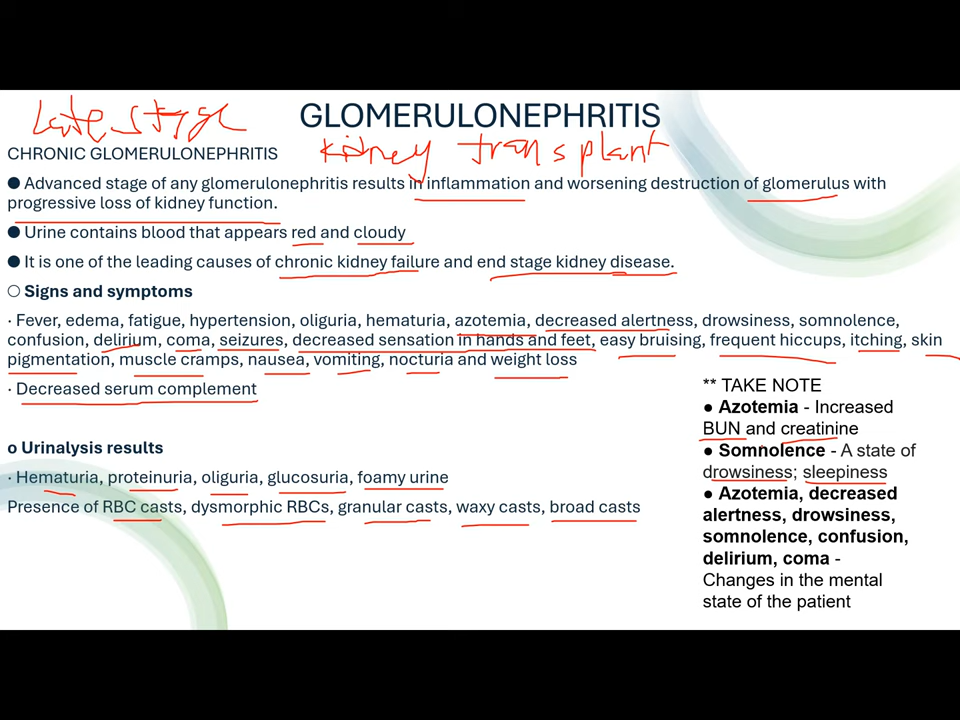 Late stage
GLOMERULONEPHRITIS
kidney transplant
CHRONIC GLOMERULONEPHRITIS
● Advanced stage of any glomerulonephritis results in inflammation and worsening destruction of glomerulus with
progressive loss of kidney function.
● Urine contains blood that appears red and cloudy
● It is one of the leading causes of chronic kidney failure and end stage kidney disease.
○ Signs and symptoms
· Fever, edema, fatigue, hypertension, oliguria, hematuria, azotemia, decreased alertness, drowsiness, somnolence,
confusion, delirium, coma, seizures, decreased sensation in hands and feet, easy bruising, frequent hiccups, itching, skin
pigmentation, muscle cramps, nausea, vomiting, nocturia and weight loss
· Decreased serum complement
o Urinalysis results
· Hematuria, proteinuria, oliguria, glucosuria, foamy urine
Presence of RBC casts, dysmorphic RBCs, granular casts, waxy casts, broad casts
** TAKE NOTE
● Azotemia - Increased
BUN and creatinine
● Somnolence - A state of
drowsiness; sleepiness
● Azotemia, decreased
alertness, drowsiness,
somnolence, confusion,
delirium, coma -
Changes in the mental
state of the patient